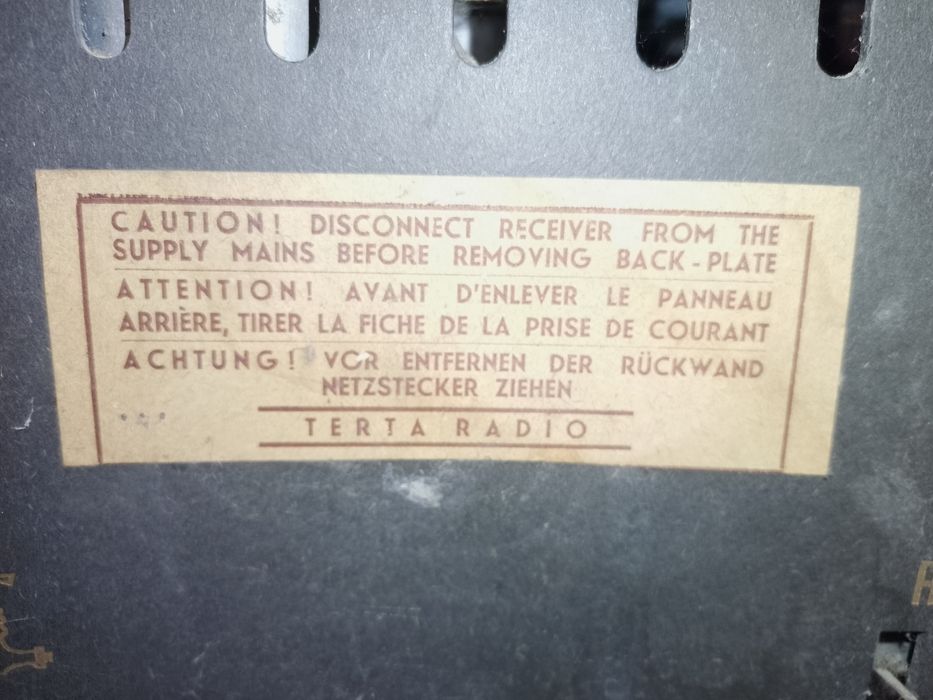 CAUTION! DISCONNECT RECEIVER FROM THE
SUPPLY MAINS BEFORE REMOVING BACK-PLATE
ATTENTION! AVANT D'ENLEVER LE PANNEAU
ARRIÈRE, TIRER LA FICHE DE LA PRISE DE COURANT
ACHTUNG! VOR ENTFERNEN DER RÜCKWAND
NETZSTECKER ZIEHEN
TERTA RADIO